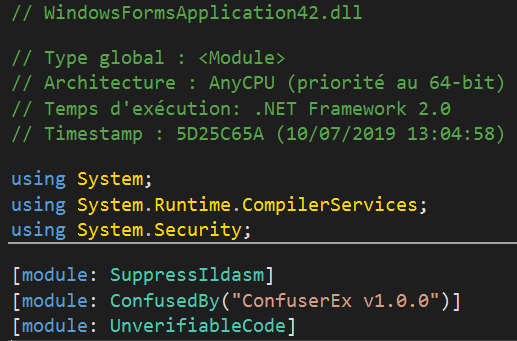 // WindowsFormsApplication42.dll
// Type global : <Module>
// Architecture : AnyCPU (priorité au 64-bit)
// Temps d'exécution: .NET Framework 2.0
// Timestamp : 5D25C65A (10/07/2019 13:04:58)
using System;
using System.Runtime.CompilerServices;
using System.Security;
[module: SuppressIldasm]
[module: ConfusedBy("ConfuserEx v1.0.0")]
[module: UnverifiableCode]